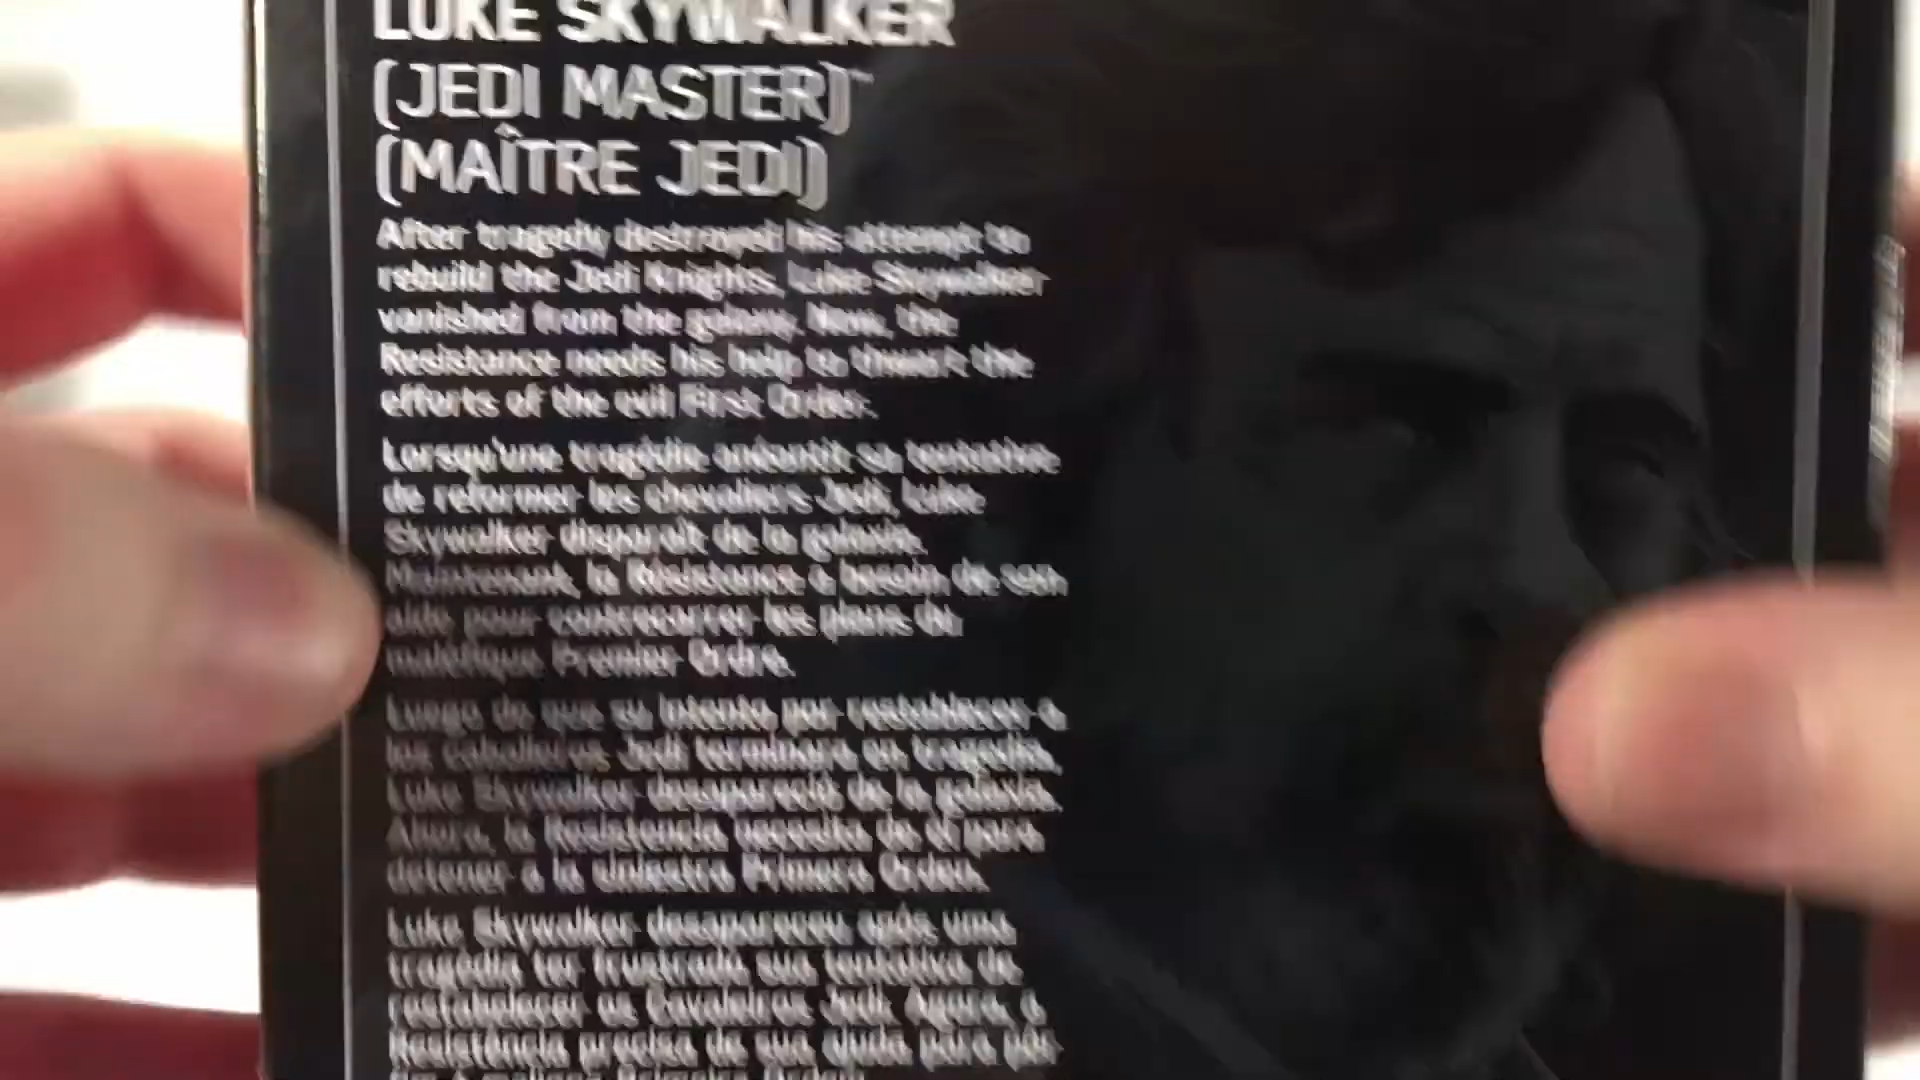 LUKE SKYWALKER
(JEDI MASTER)™
(MAÎTRE JEDI)
After tragedy destroyed his attempt to
rebuild the Jedi Knights, Luke Skywalker
vanished from the galaxy. Now, the
Resistance needs his help to thwart the
efforts of the evil First Order.
Lorsqu'une tragédie anéantit sa tentative
de reformer les chevaliers Jedi, Luke
Skywalker disparaît de la galaxie.
Maintenant, la Résistance a besoin de son
aide pour contrecarrer les plans du
maléfique Premier Ordre.
Luego de que su intento por restablecer a
los caballeros Jedi terminara en tragedia,
Luke Skywalker desapareció de la galaxia.
Ahora, la Resistencia necesita de él para
detener a la siniestra Primera Orden.
Luke Skywalker desapareceu após uma
tragédia ter frustrado sua tentativa de
restabelecer os Cavaleiros Jedi. Agora, a
Resistência precisa de sua ajuda para pôr